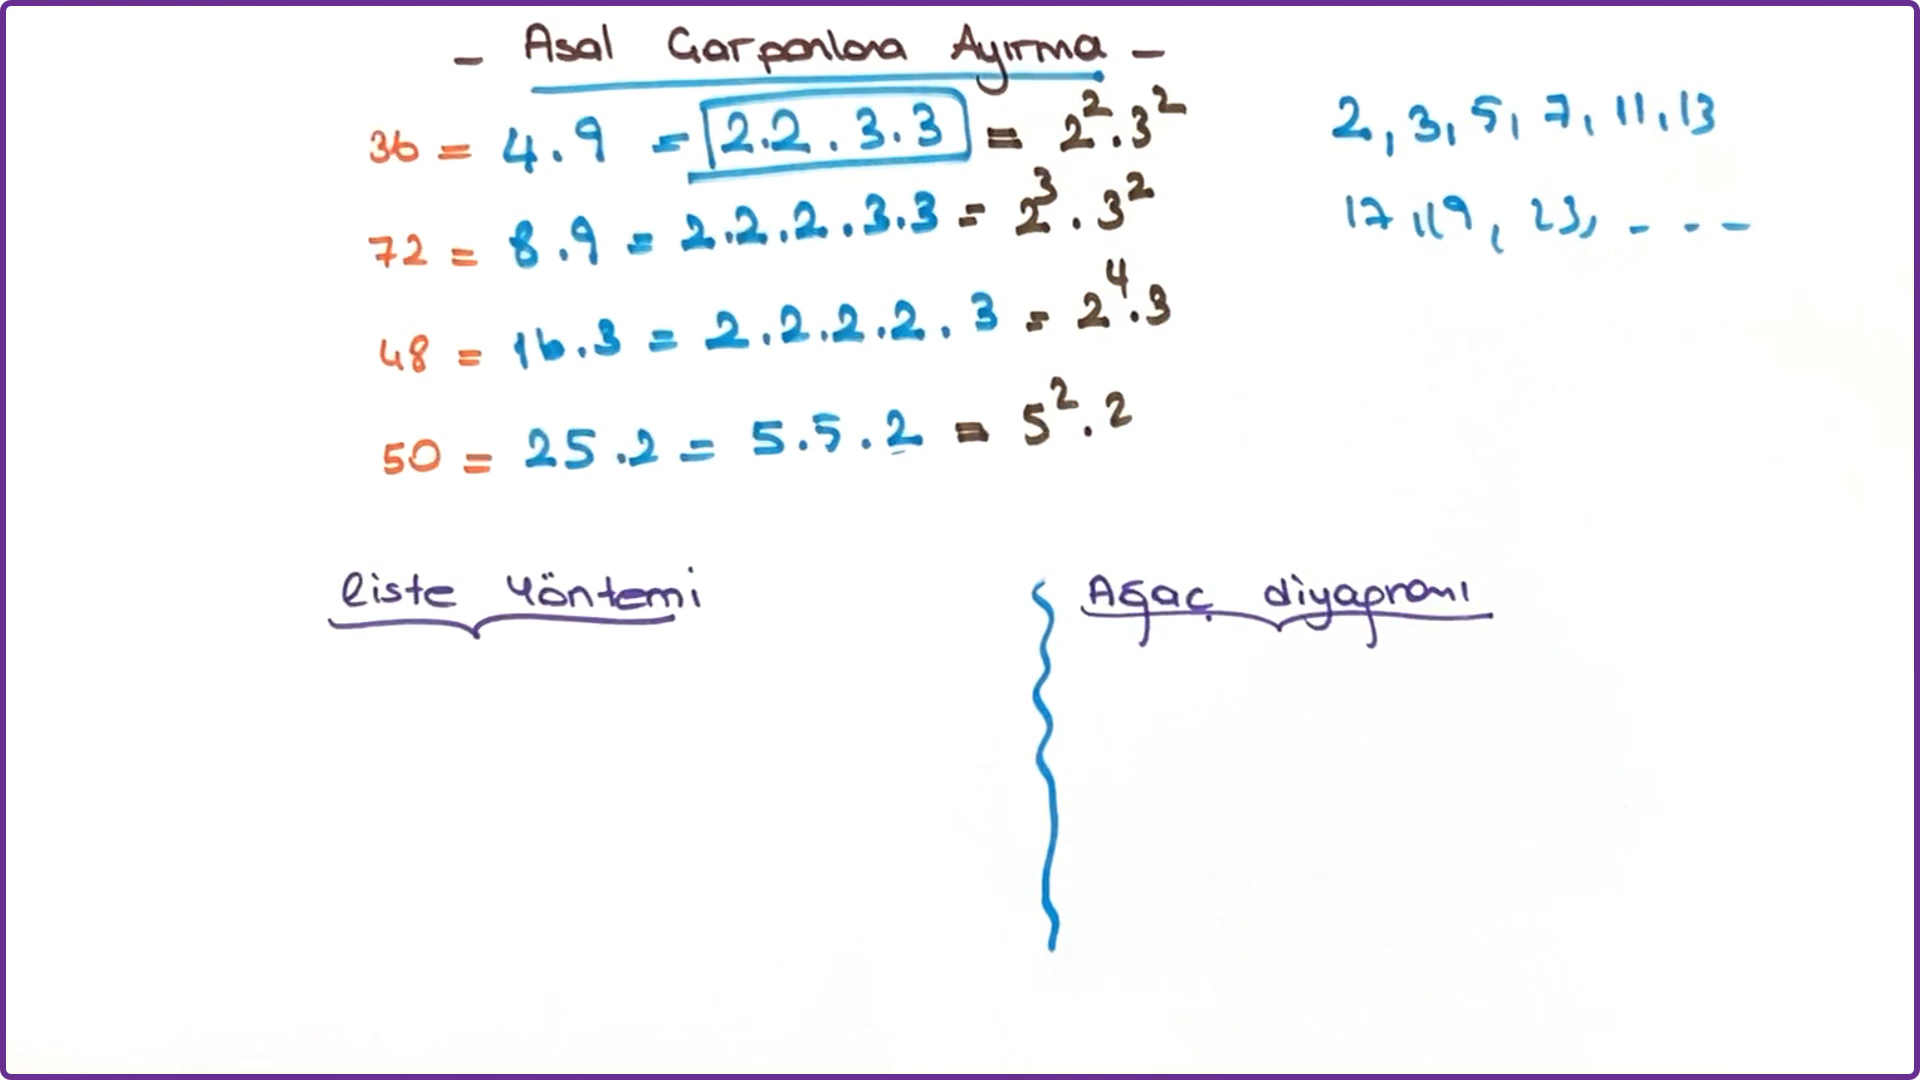 - Asal Çarpanlara Ayırma -
36 = 4.9 = 2.2.3.3 = 2².3²
72 = 8.9 = 2.2.2.3.3 = 2³.3²
48 = 16.3 = 2.2.2.2.3 = 2⁴.3
50 = 25.2 = 5.5.2 = 5².2
2, 3, 5, 7, 11, 13
17, 19, 23, - - -
Liste Yöntemi
Ağaç diyagramı